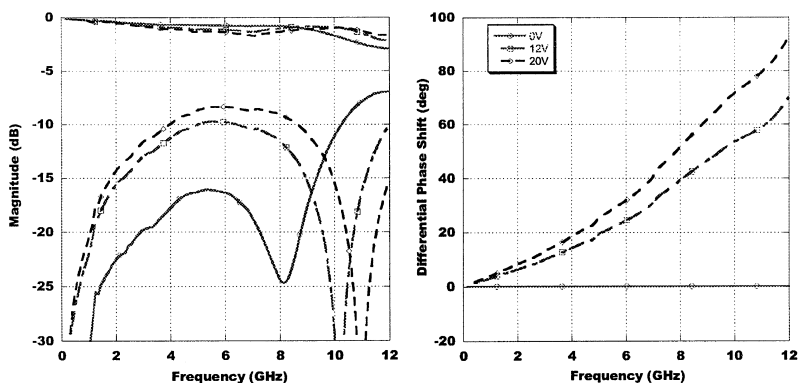 0
-5
-10
-15
-20
-25
-30
Magnitude (dB)
0 2 4 6 8 10 12
Frequency (GHz)
100
80
60
40
20
0
-20
Differential Phase Shift (deg)
0V
12V
20V
0 2 4 6 8 10 12
Frequency (GHz)